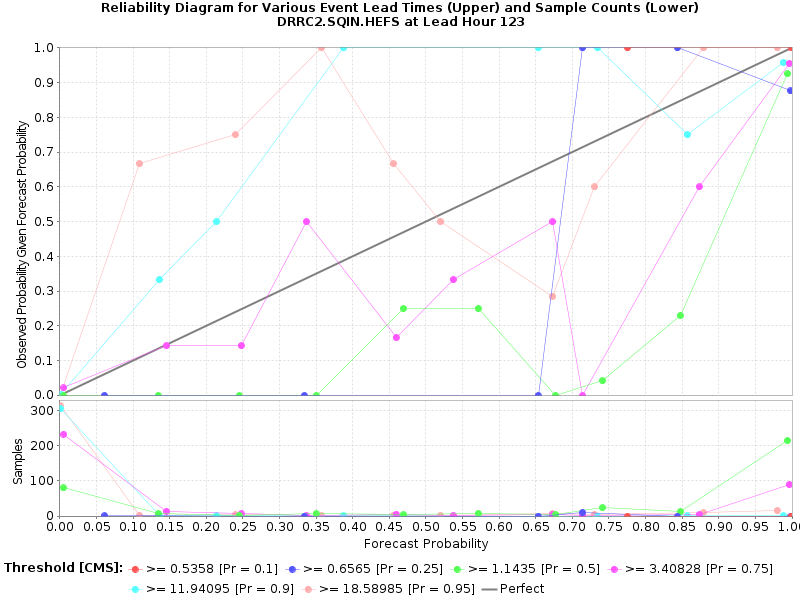 Reliability Diagram for Various Event Lead Times (Upper) and Sample Counts (Lower)
DRRC2.SQIN.HEFS at Lead Hour 123
Observed Probability Given Forecast Probability
1.0
0.9
0.8
0.7
0.6
0.5
0.4
0.3
0.2
0.1
0.0
Samples
300
200
100
0
0.00 0.05 0.10 0.15 0.20 0.25 0.30 0.35 0.40 0.45 0.50 0.55 0.60 0.65 0.70 0.75 0.80 0.85 0.90 0.95 1.0
Forecast Probability
Threshold [CMS]: >= 0.5358 [Pr = 0.1] >= 0.6565 [Pr = 0.25] >= 1.1435 [Pr = 0.5] >= 3.40828 [Pr = 0.75]
>= 11.94095 [Pr = 0.9] >= 18.58985 [Pr = 0.95] Perfect